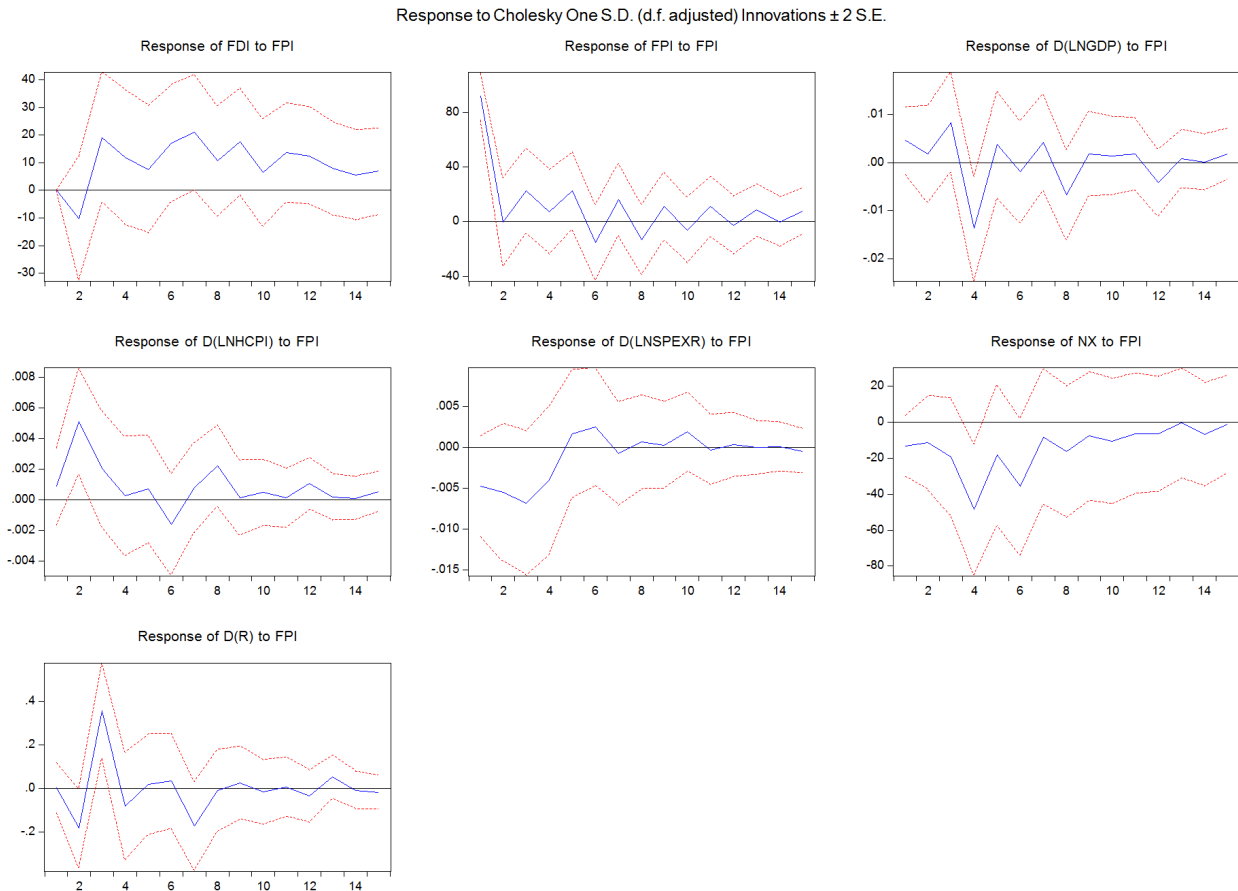 Response to Cholesky One S.D. (d.f. adjusted) Innovations ± 2 S.E.
Response of FDI to FPI
40
30
20
10
0
-10
-20
-30
2 4 6 8 10 12 14
Response of FPI to FPI
80
40
0
-40
2 4 6 8 10 12 14
Response of D(LNGDP) to FPI
.01
.00
-.01
-.02
2 4 6 8 10 12 14
Response of D(LNHCPI) to FPI
.008
.006
.004
.002
.000
-.002
-.004
2 4 6 8 10 12 14
Response of D(LNSPEXR) to FPI
.005
.000
-.005
-.010
-.015
2 4 6 8 10 12 14
Response of NX to FPI
20
0
-20
-40
-60
-80
2 4 6 8 10 12 14
Response of D(R) to FPI
.4
.2
.0
-.2
2 4 6 8 10 12 14